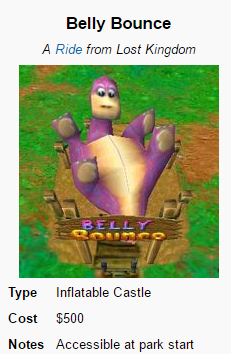 Belly Bounce
A Ride from Lost Kingdom
BELLY
Bounce
Type Inflatable Castle
Cost $500
Notes Accessible at park start